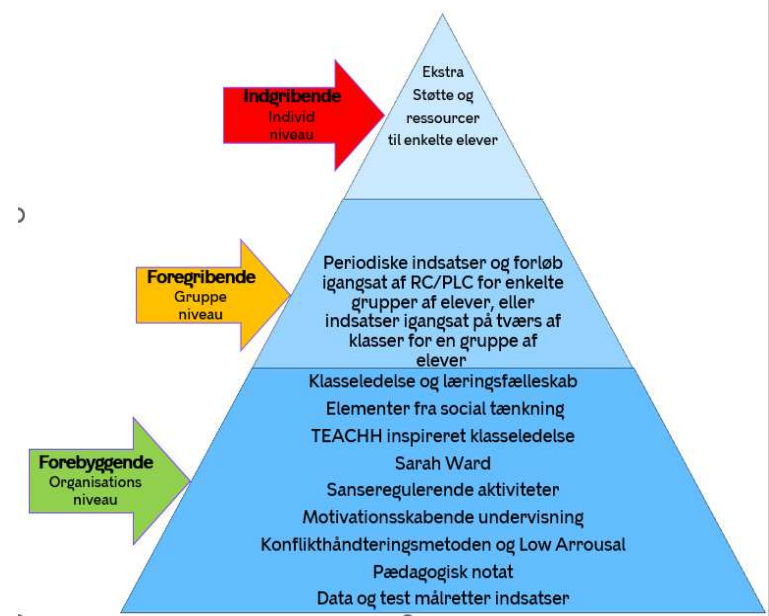 Indgribende
Individ
niveau
Ekstra
Støtte og
ressourcer
til enkelte elever
Foregribende
Gruppe
niveau
Periodiske indsatser og forløb
igangsat af RC/PLC for enkelte
grupper af elever, eller
indsatser igangsat på tværs af
klasser for en gruppe af
elever
Forebyggende
Organisations
niveau
Klasseledelse og læringsfælleskab
Elementer fra social tænkning
TEACHH inspireret klasseledelse
Sarah Ward
Sanseregulerende aktiviteter
Motivationsskabende undervisning
Konflikthåndteringsmetoden og Low Arrousal
Pædagogisk notat
Data og test målretter indsatser